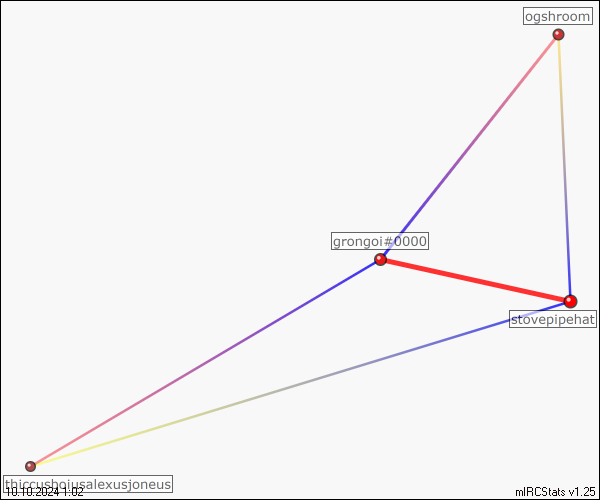 ogshroom
grongoi#0000
stovepipehat
thiccusboiusalexusjoneus
10.10.2024 1:02
mIRCStats v1.25